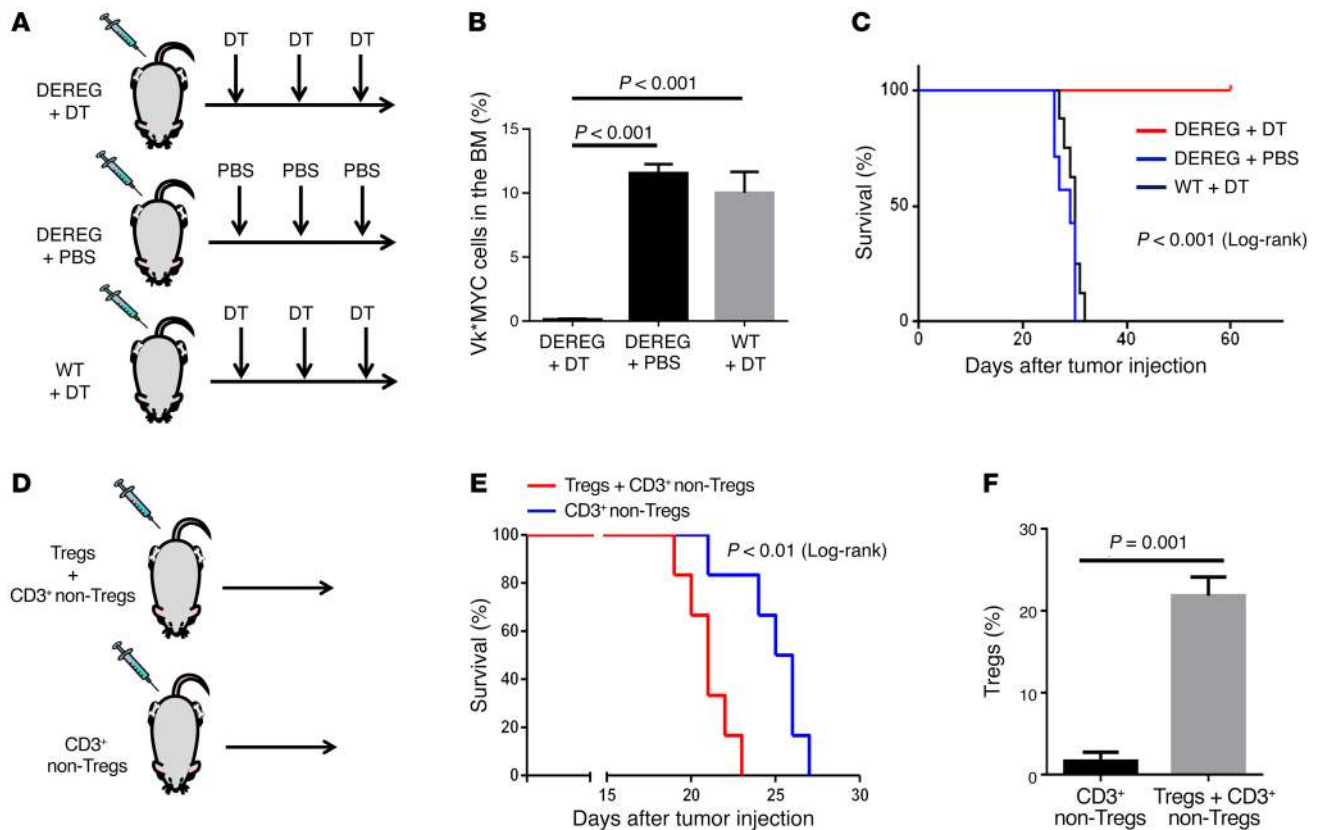 A
DEREG
+ DT
DT DT DT
DEREG
+ PBS
PBS PBS PBS
WT
+ DT
DT DT DT
B
Vk*MYC cells in the BM (%)
15
10
5
0
P < 0.001
P < 0.001
DEREG
+ DT
DEREG
+ PBS
WT
+ DT
C
Survival (%)
100
50
0
DEREG + DT
DEREG + PBS
WT + DT
P < 0.001 (Log-rank)
0 20 40 60
Days after tumor injection
D
Tregs
+
CD3⁺ non-Tregs
CD3⁺
non-Tregs
E
Tregs + CD3⁺ non-Tregs
CD3⁺ non-Tregs
P < 0.01 (Log-rank)
Survival (%)
100
80
60
40
20
0
15 20 25 30
Days after tumor injection
F
Tregs (%)
30
20
10
0
P = 0.001
CD3⁺
non-Tregs
Tregs + CD3⁺
non-Tregs